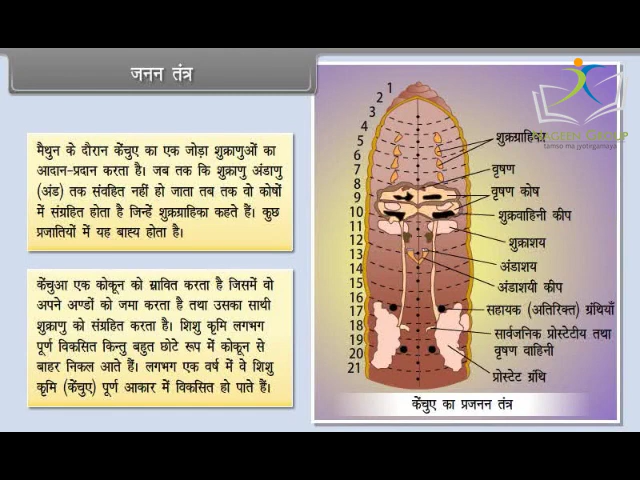 जनन तंत्र
मैथुन के दौरान केंचुए का एक जोड़ा शुक्राणुओं का
आदान-प्रदान करता है। जब तक कि शुक्राणु अंडाणु
(अंड) तक संवहित नहीं हो जाता तब तक वो कोषों
में संग्रहित होता है जिन्हें शुक्रग्राहिका कहते हैं। कुछ
प्रजातियों में यह बाह्य होता है।
केंचुआ एक कोकून को स्रावित करता है जिसमें वो
अपने अण्डों को जमा करता है तथा उसका साथी
शुक्राणु को संग्रहित करता है। शिशु कृमि लगभग
पूर्ण विकसित किन्तु बहुत छोटे रूप में कोकून से
बाहर निकल आते हैं। लगभग एक वर्ष में वे शिशु
कृमि (केंचुए) पूर्ण आकार में विकसित हो पाते हैं।
1
2
3
4
5
6
7
8
9
10
11
12
13
14
15
16
17
18
19
20
21
शुक्रग्राहिका
वृषण
वृषण कोष
शुक्रवाहिनी कीप
शुक्राशय
अंडाशय
अंडाशयी कीप
सहायक (अतिरिक्त) ग्रंथियाँ
सार्वजनिक प्रोस्टेटीय तथा
वृषण वाहिनी
प्रोस्टेट ग्रंथि
केंचुए का प्रजनन तंत्र
NAGEEN GROUP
tamso ma jyotirgamaya